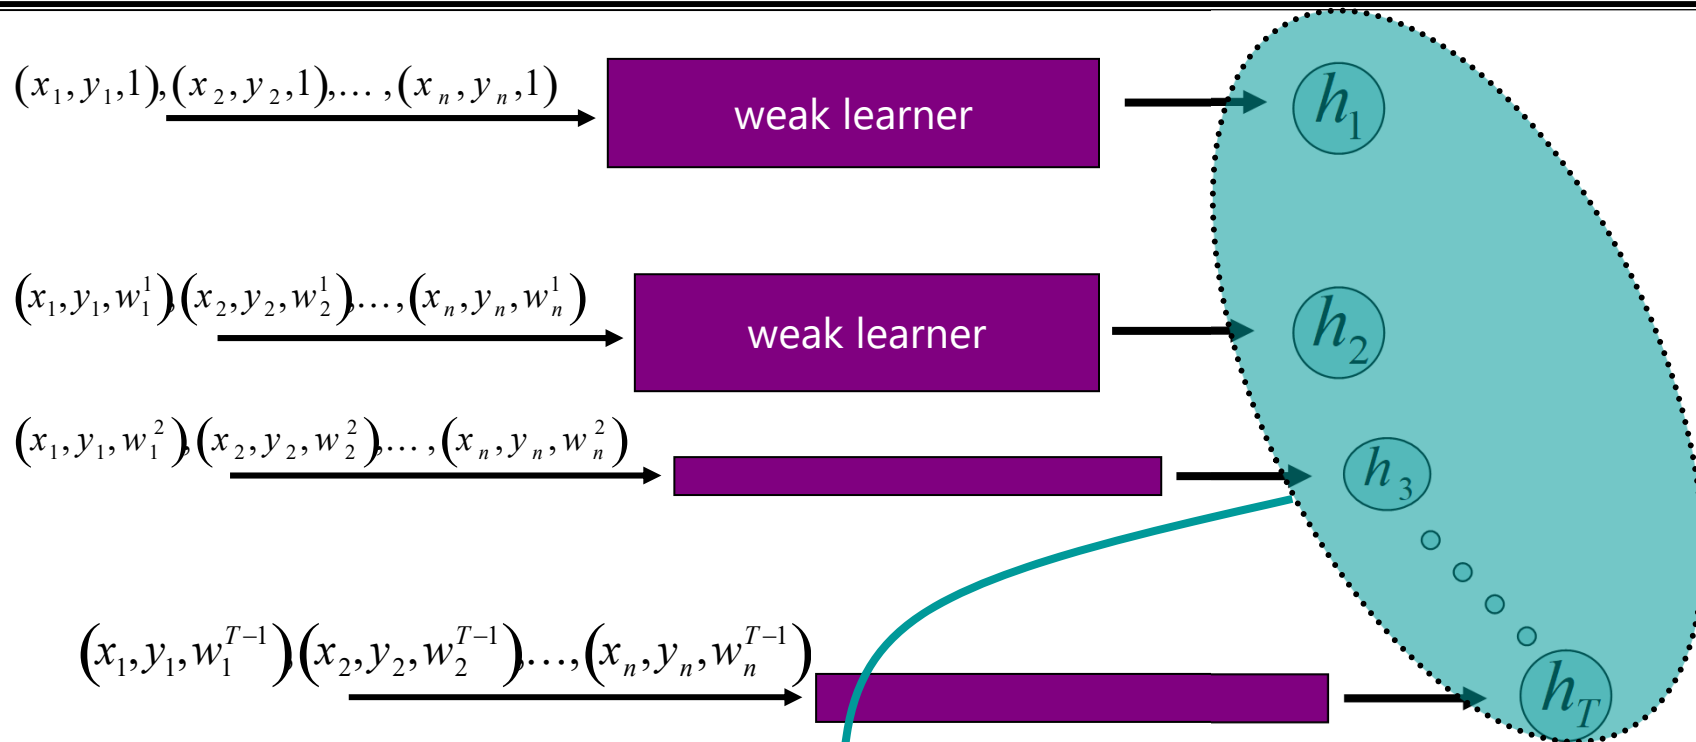 (x₁, y₁, 1), (x₂, y₂, 1), … , (xₙ, yₙ, 1) weak learner h₁
(x₁, y₁, w₁¹), (x₂, y₂, w₂¹), …, (xₙ, yₙ, wₙ¹) weak learner h₂
(x₁, y₁, w₁²), (x₂, y₂, w₂²), … , (xₙ, yₙ, wₙ²) h₃
(x₁, y₁, w₁ᵀ⁻¹), (x₂, y₂, w₂ᵀ⁻¹), …, (xₙ, yₙ, wₙᵀ⁻¹) h_T